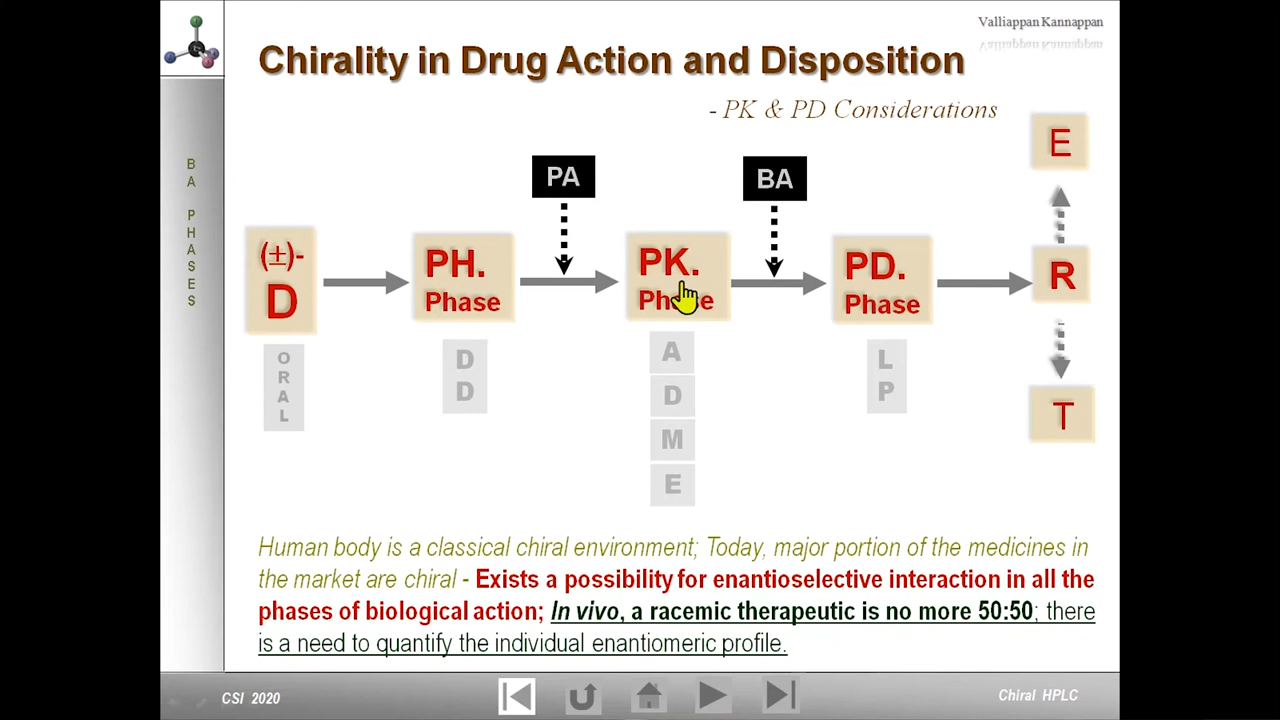 Valliappan Kannappan
Chirality in Drug Action and Disposition
- PK & PD Considerations
BA PHASES
PA
BA
E
(±)-
D
PH.
Phase
PK.
Phase
PD.
Phase
R
T
ORAL
D
D
A
D
M
E
L
P
Human body is a classical chiral environment; Today, major portion of the medicines in
the market are chiral - Exists a possibility for enantioselective interaction in all the
phases of biological action; In vivo, a racemic therapeutic is no more 50:50; there
is a need to quantify the individual enantiomeric profile.
CSI 2020
Chiral HPLC